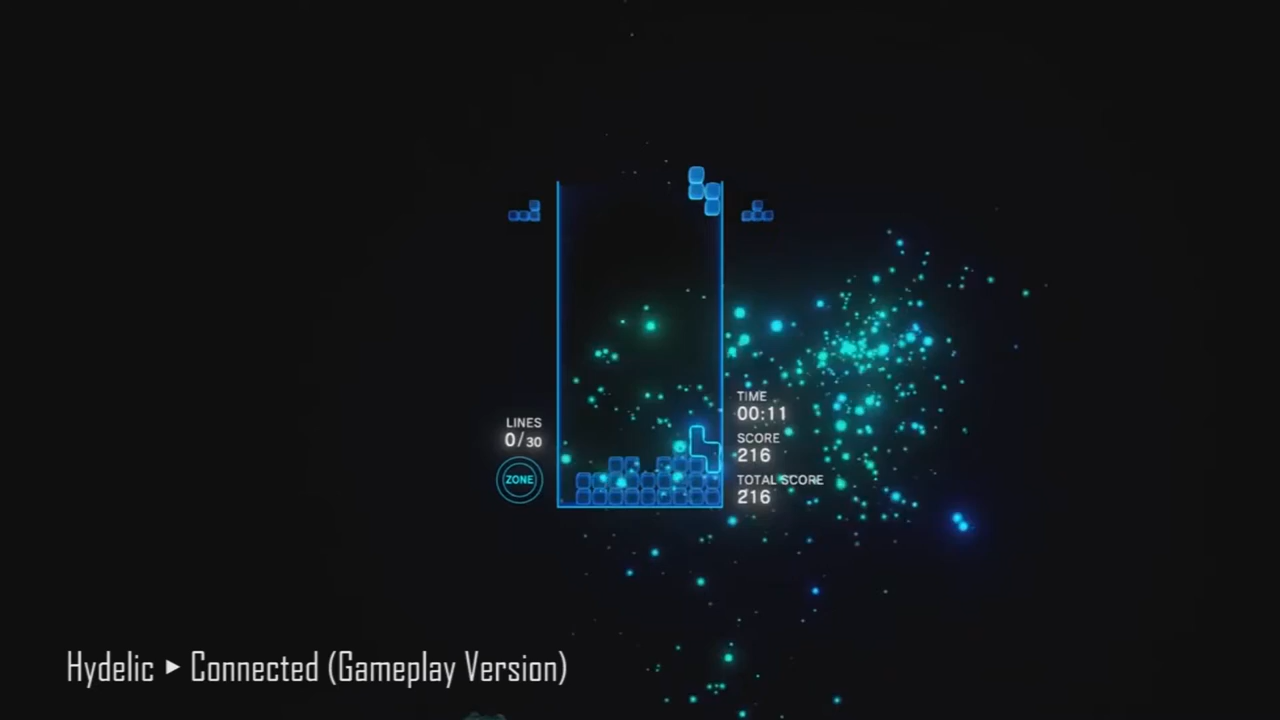 LINES
0/30
ZONE
TIME
00:11
SCORE
216
TOTAL SCORE
216
Hydelic ► Connected (Gameplay Version)